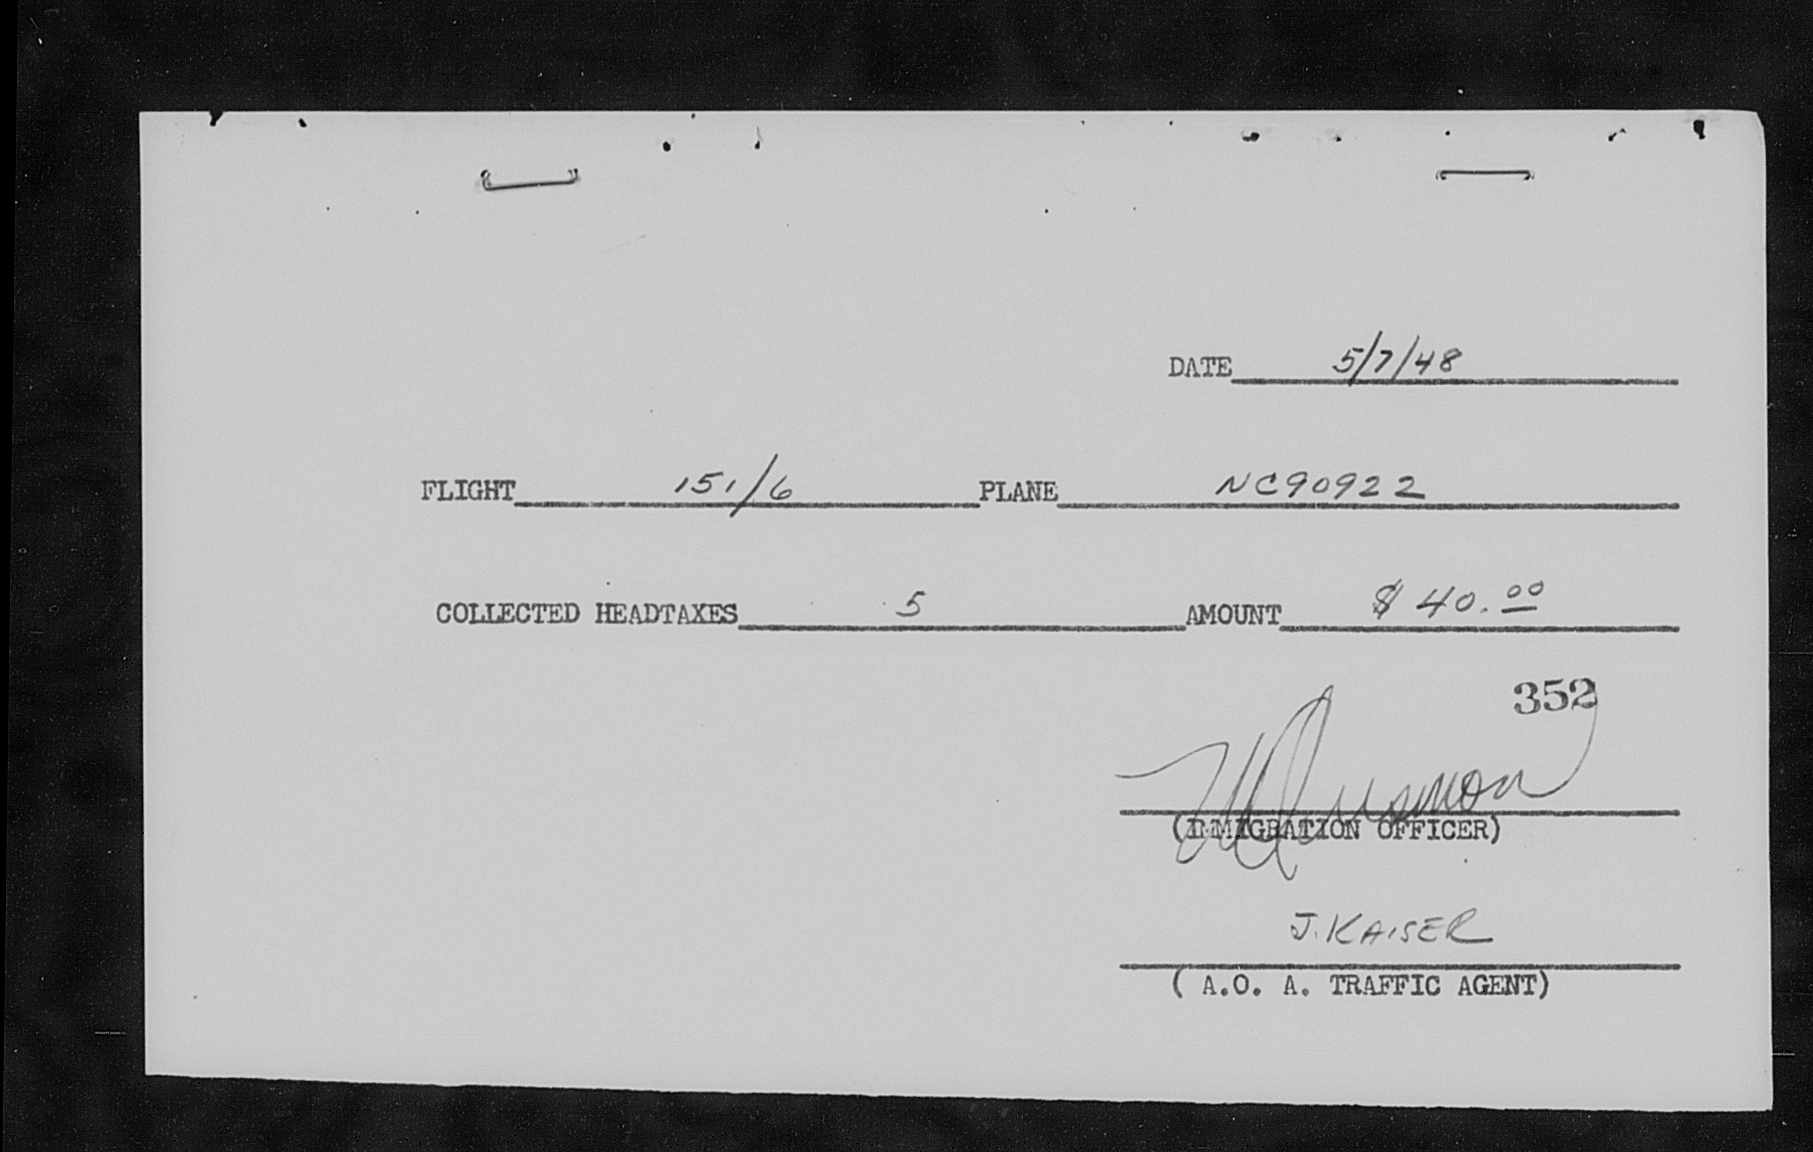 DATE 5/7/48
FLIGHT 151/6 PLANE NC90922
COLLECTED HEADTAXES 5 AMOUNT $ 40.00
352
(IMMIGRATION OFFICER)
J. KAISER
( A.O. A. TRAFFIC AGENT)